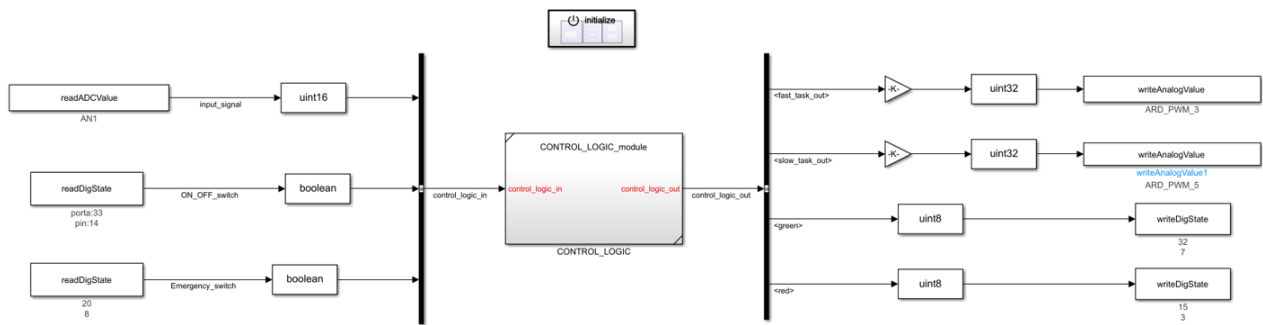 initialize
readADCValue
AN1
input_signal
uint16
readDigState
porta:33
pin:14
ON_OFF_switch
boolean
readDigState
20
8
Emergency_switch
boolean
control_logic_in
CONTROL_LOGIC_module
control_logic_in
control_logic_out
CONTROL_LOGIC
control_logic_out
<fast_task_out>
-K-
uint32
writeAnalogValue
ARD_PWM_3
<slow_task_out>
-K-
uint32
writeAnalogValue
writeAnalogValue1
ARD_PWM_5
<green>
uint8
writeDigState
32
7
<red>
uint8
writeDigState
15
3